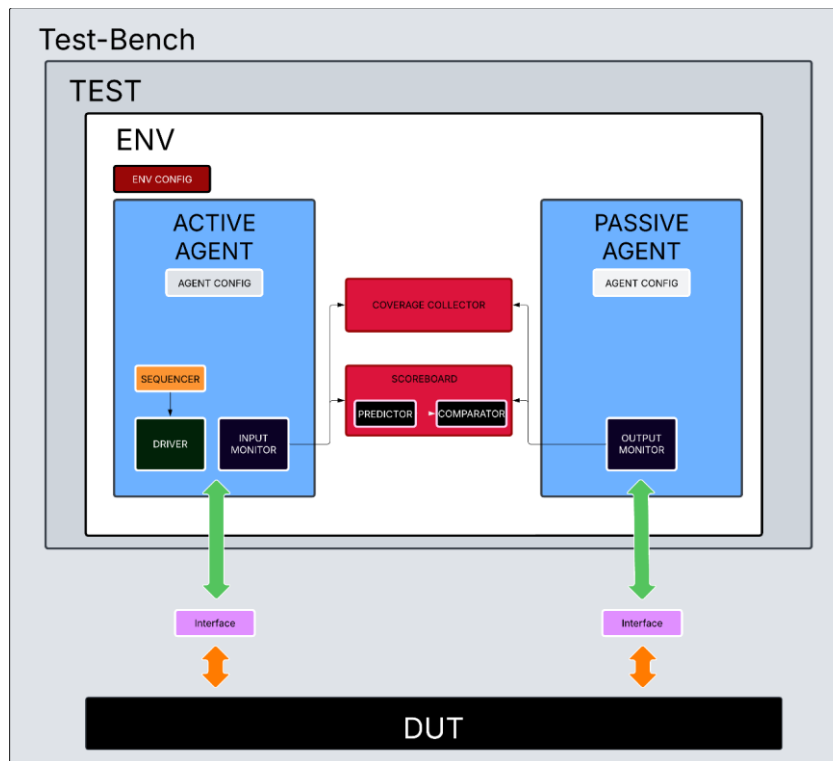 Test-Bench
TEST
ENV
ENV CONFIG
ACTIVE
AGENT
AGENT CONFIG
SEQUENCER
DRIVER
INPUT
MONITOR
COVERAGE COLLECTOR
SCOREBOARD
PREDICTOR
COMPARATOR
PASSIVE
AGENT
AGENT CONFIG
OUTPUT
MONITOR
Interface
Interface
DUT